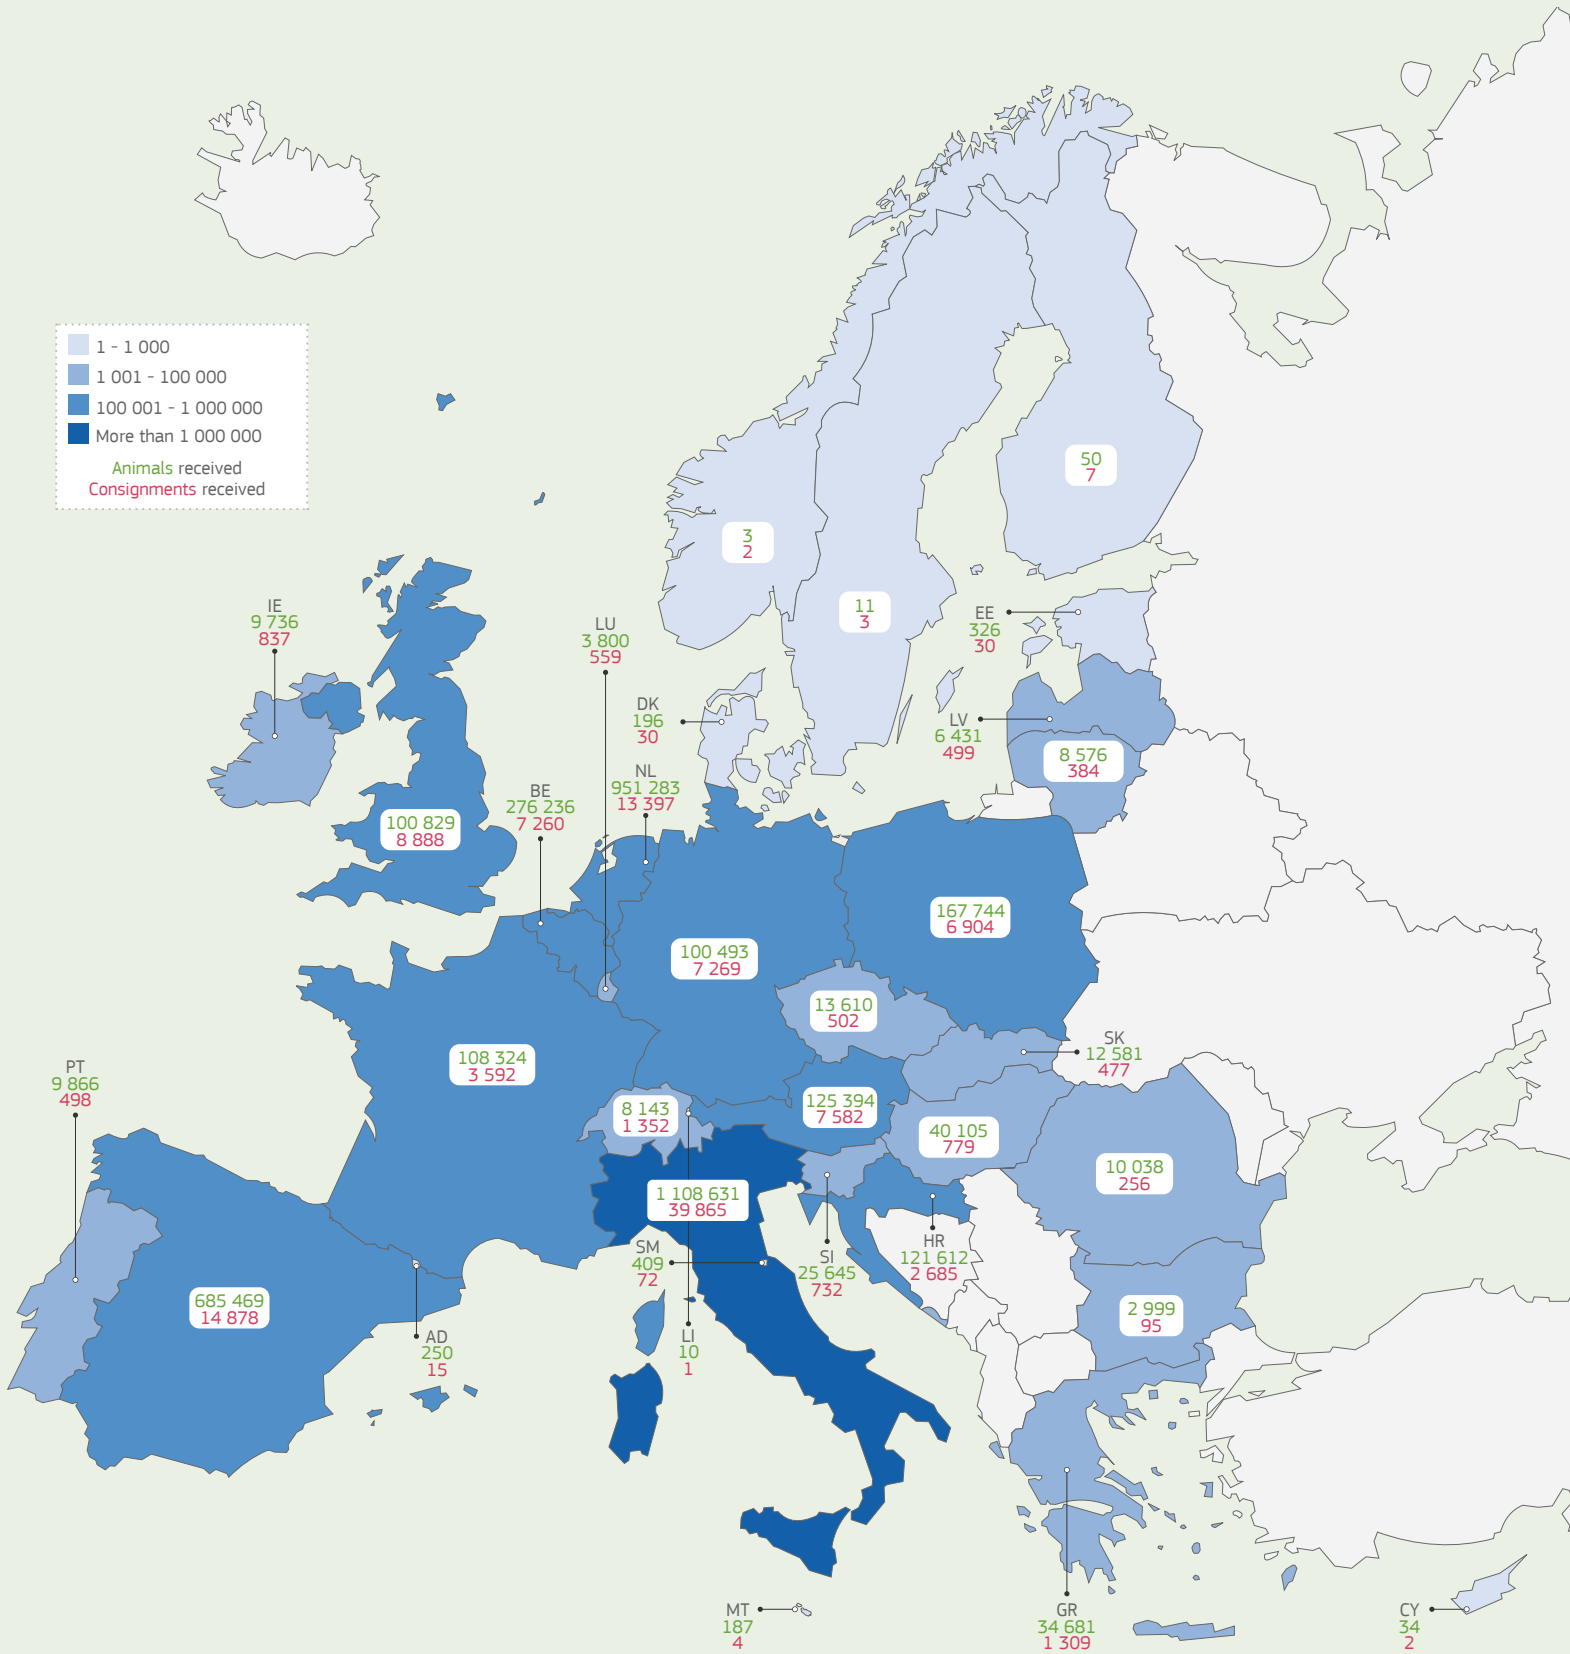 1 - 1 000
1 001 - 100 000
100 001 - 1 000 000
More than 1 000 000
Animals received
Consignments received
50
7
3
2
11
3
IE
9 736
837
LU
3 800
559
EE
326
30
DK
196
30
LV
6 431
499
8 576
384
NL
951 283
13 397
BE
276 236
7 260
100 829
8 888
167 744
6 904
100 493
7 269
13 610
502
SK
12 581
477
108 324
3 592
PT
9 866
498
8 143
1 352
125 394
7 582
40 105
779
10 038
256
1 108 631
39 865
SM
409
72
SI
25 645
732
HR
121 612
2 685
685 469
14 878
2 999
95
AD
250
15
LI
10
1
MT
187
4
GR
34 681
1 309
CY
34
2